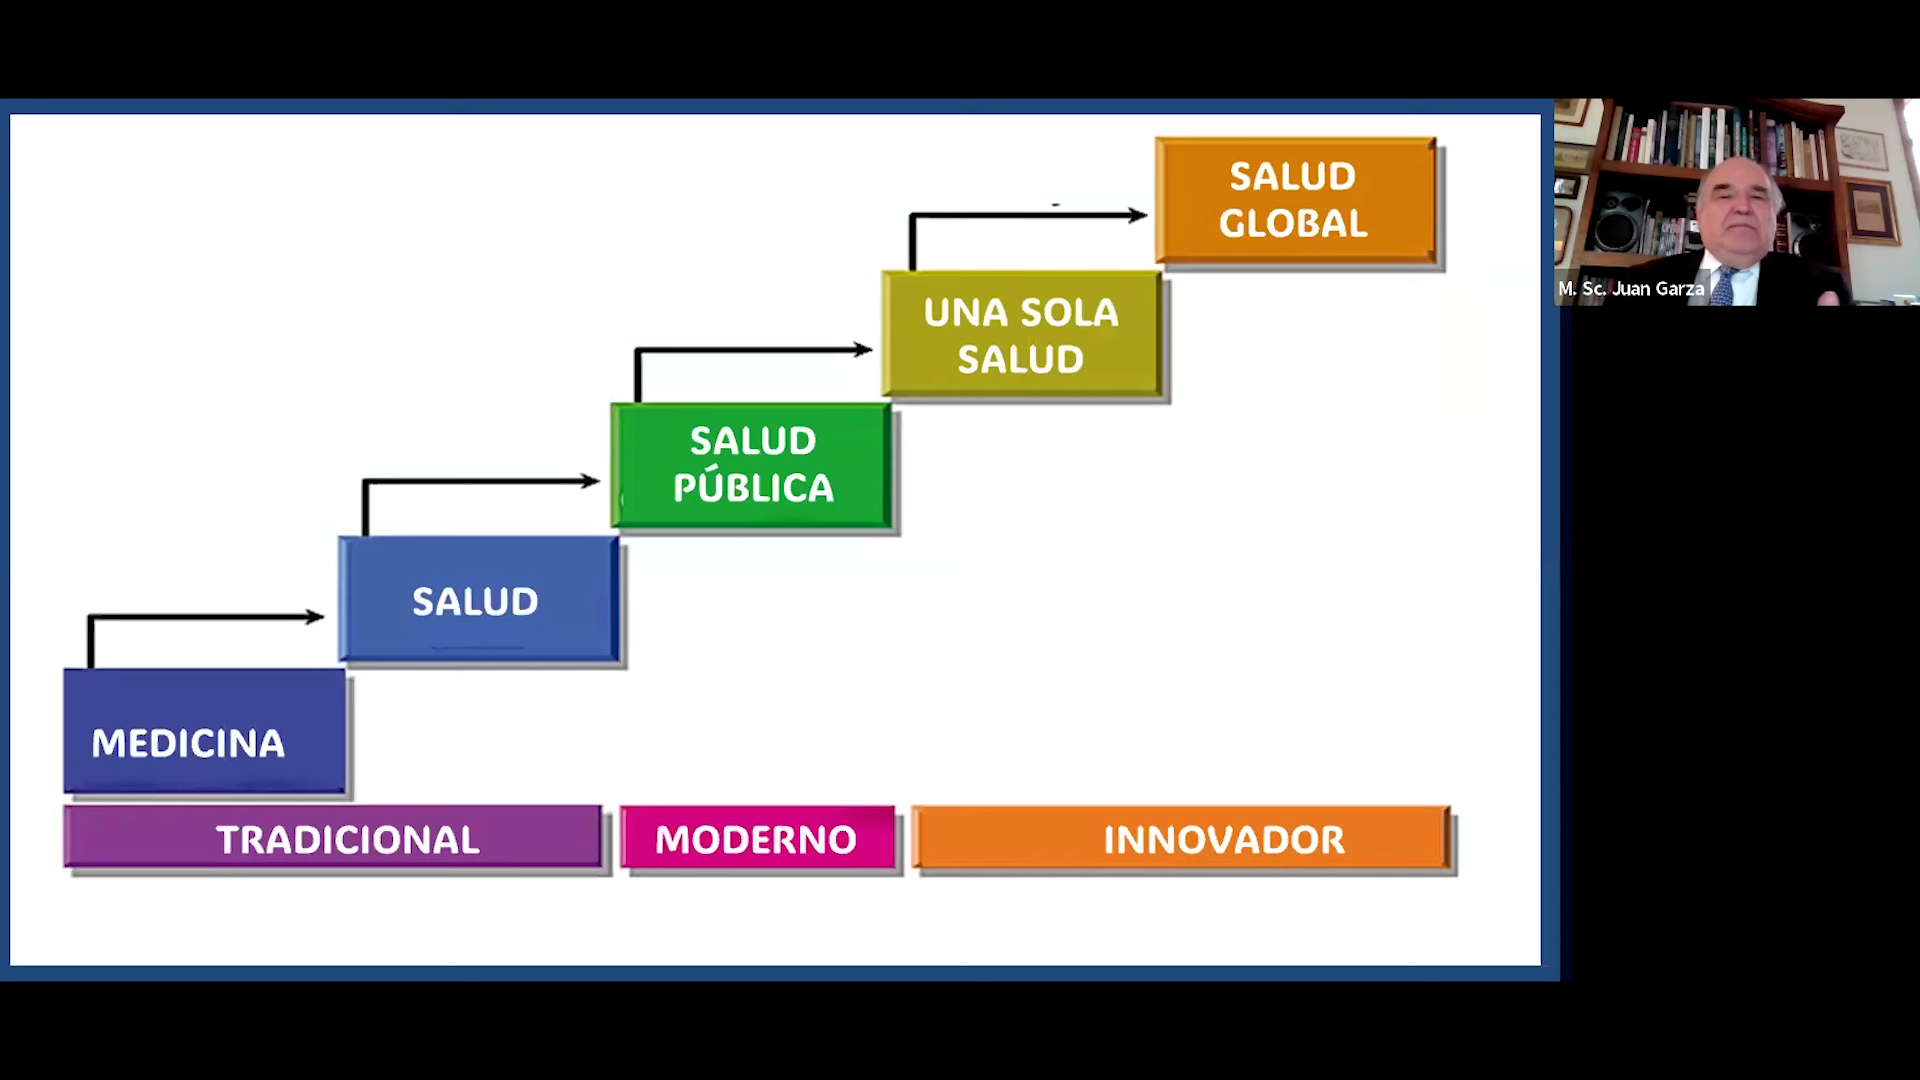 SALUD
GLOBAL
UNA SOLA
SALUD
SALUD
PÚBLICA
SALUD
MEDICINA
TRADICIONAL
MODERNO
INNOVADOR
M. Sc. Juan Garza